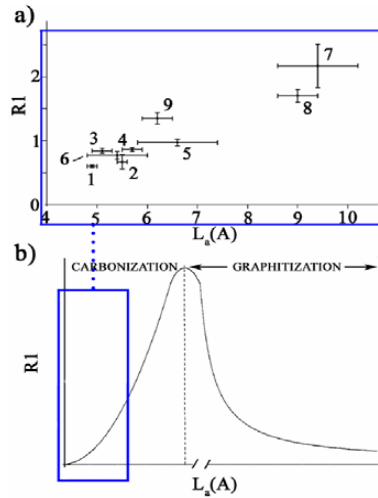 a)
R1
2
1
0
1
2
3
4
5
6
7
8
9
4 5 6 7 8 9 10
Lₐ(A)
b)
CARBONIZATION GRAPHITIZATION
R1
Lₐ(A)